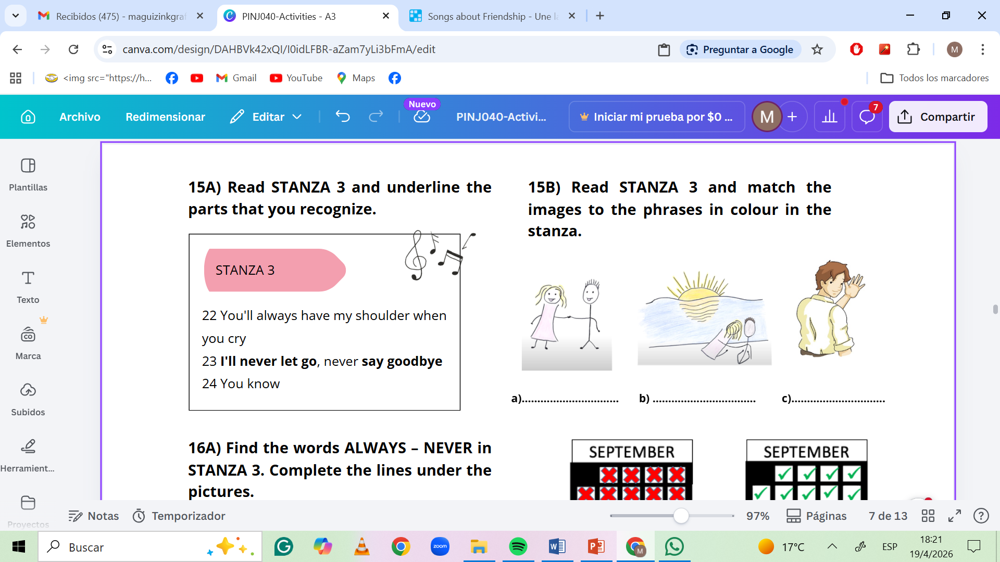 Recibidos (475) - maguizinkgraf
PINJ040-Activities - A3
Songs about Friendship - Une la
canva.com/design/DAHBVk42xQI/I0idLFBR-aZam7yLi3bFmA/edit
Preguntar a Google
M
<img src="https://h...
Gmail
YouTube
Maps
Todos los marcadores
Archivo
Redimensionar
Editar
Nuevo
PINJ040-Activi...
Iniciar mi prueba por $0 ...
M
7
Compartir
Plantillas
Elementos
Texto
Marca
Subidos
Herramient...
Proyectos
15A) Read STANZA 3 and underline the
parts that you recognize.
STANZA 3
22 You'll always have my shoulder when
you cry
23 I'll never let go, never say goodbye
24 You know
15B) Read STANZA 3 and match the
images to the phrases in colour in the
stanza.
a)...............................
b) .................................
c)..............................
16A) Find the words ALWAYS – NEVER in
STANZA 3. Complete the lines under the
pictures.
SEPTEMBER
SEPTEMBER
Notas
Temporizador
97%
Páginas
7 de 13
Buscar
zoom
M
17°C
ESP
18:21
19/4/2026